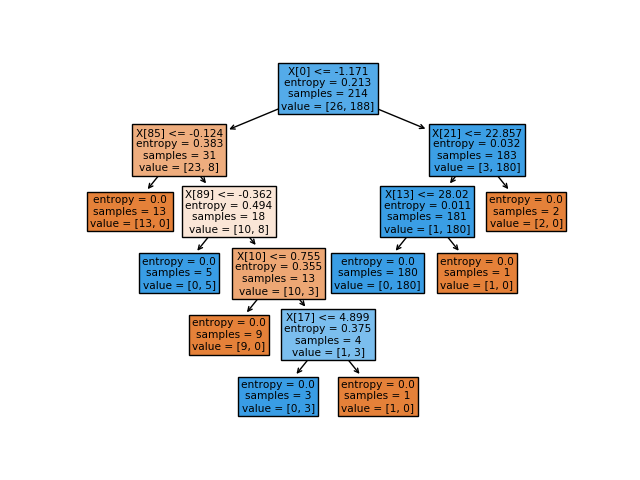 X[0] <= -1.171
entropy = 0.213
samples = 214
value = [26, 188]
X[85] <= -0.124
entropy = 0.383
samples = 31
value = [23, 8]
X[21] <= 22.857
entropy = 0.032
samples = 183
value = [3, 180]
entropy = 0.0
samples = 13
value = [13, 0]
X[89] <= -0.362
entropy = 0.494
samples = 18
value = [10, 8]
X[13] <= 28.02
entropy = 0.011
samples = 181
value = [1, 180]
entropy = 0.0
samples = 2
value = [2, 0]
entropy = 0.0
samples = 5
value = [0, 5]
X[10] <= 0.755
entropy = 0.355
samples = 13
value = [10, 3]
entropy = 0.0
samples = 180
value = [0, 180]
entropy = 0.0
samples = 1
value = [1, 0]
entropy = 0.0
samples = 9
value = [9, 0]
X[17] <= 4.899
entropy = 0.375
samples = 4
value = [1, 3]
entropy = 0.0
samples = 3
value = [0, 3]
entropy = 0.0
samples = 1
value = [1, 0]